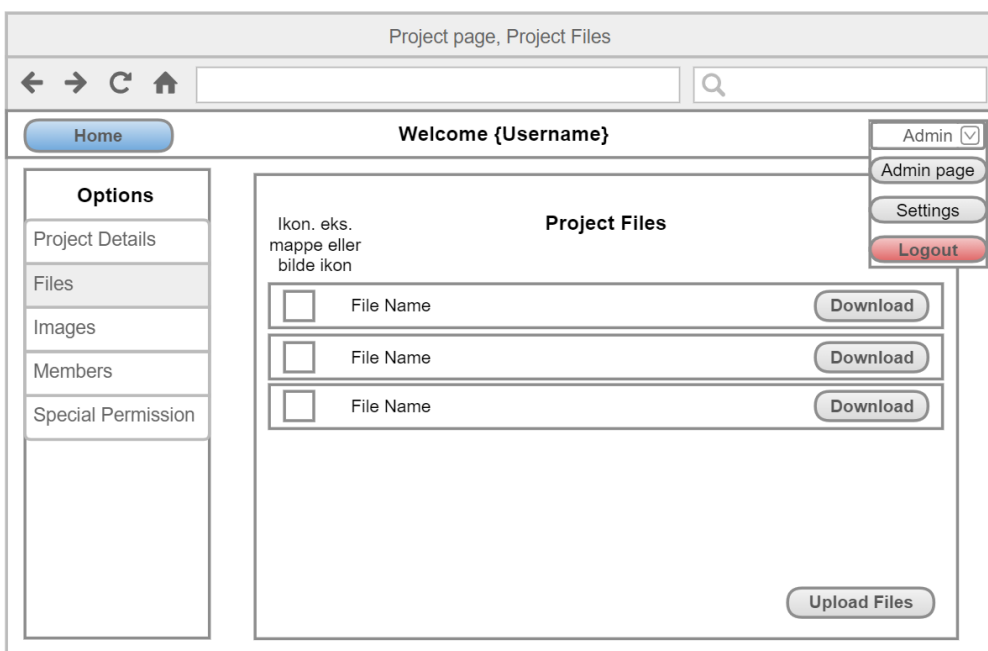 Project page, Project Files
Home
Welcome {Username}
Admin
Admin page
Settings
Logout
Options
Project Details
Files
Images
Members
Special Permission
Ikon. eks.
mappe eller
bilde ikon
Project Files
File Name
Download
File Name
Download
File Name
Download
Upload Files